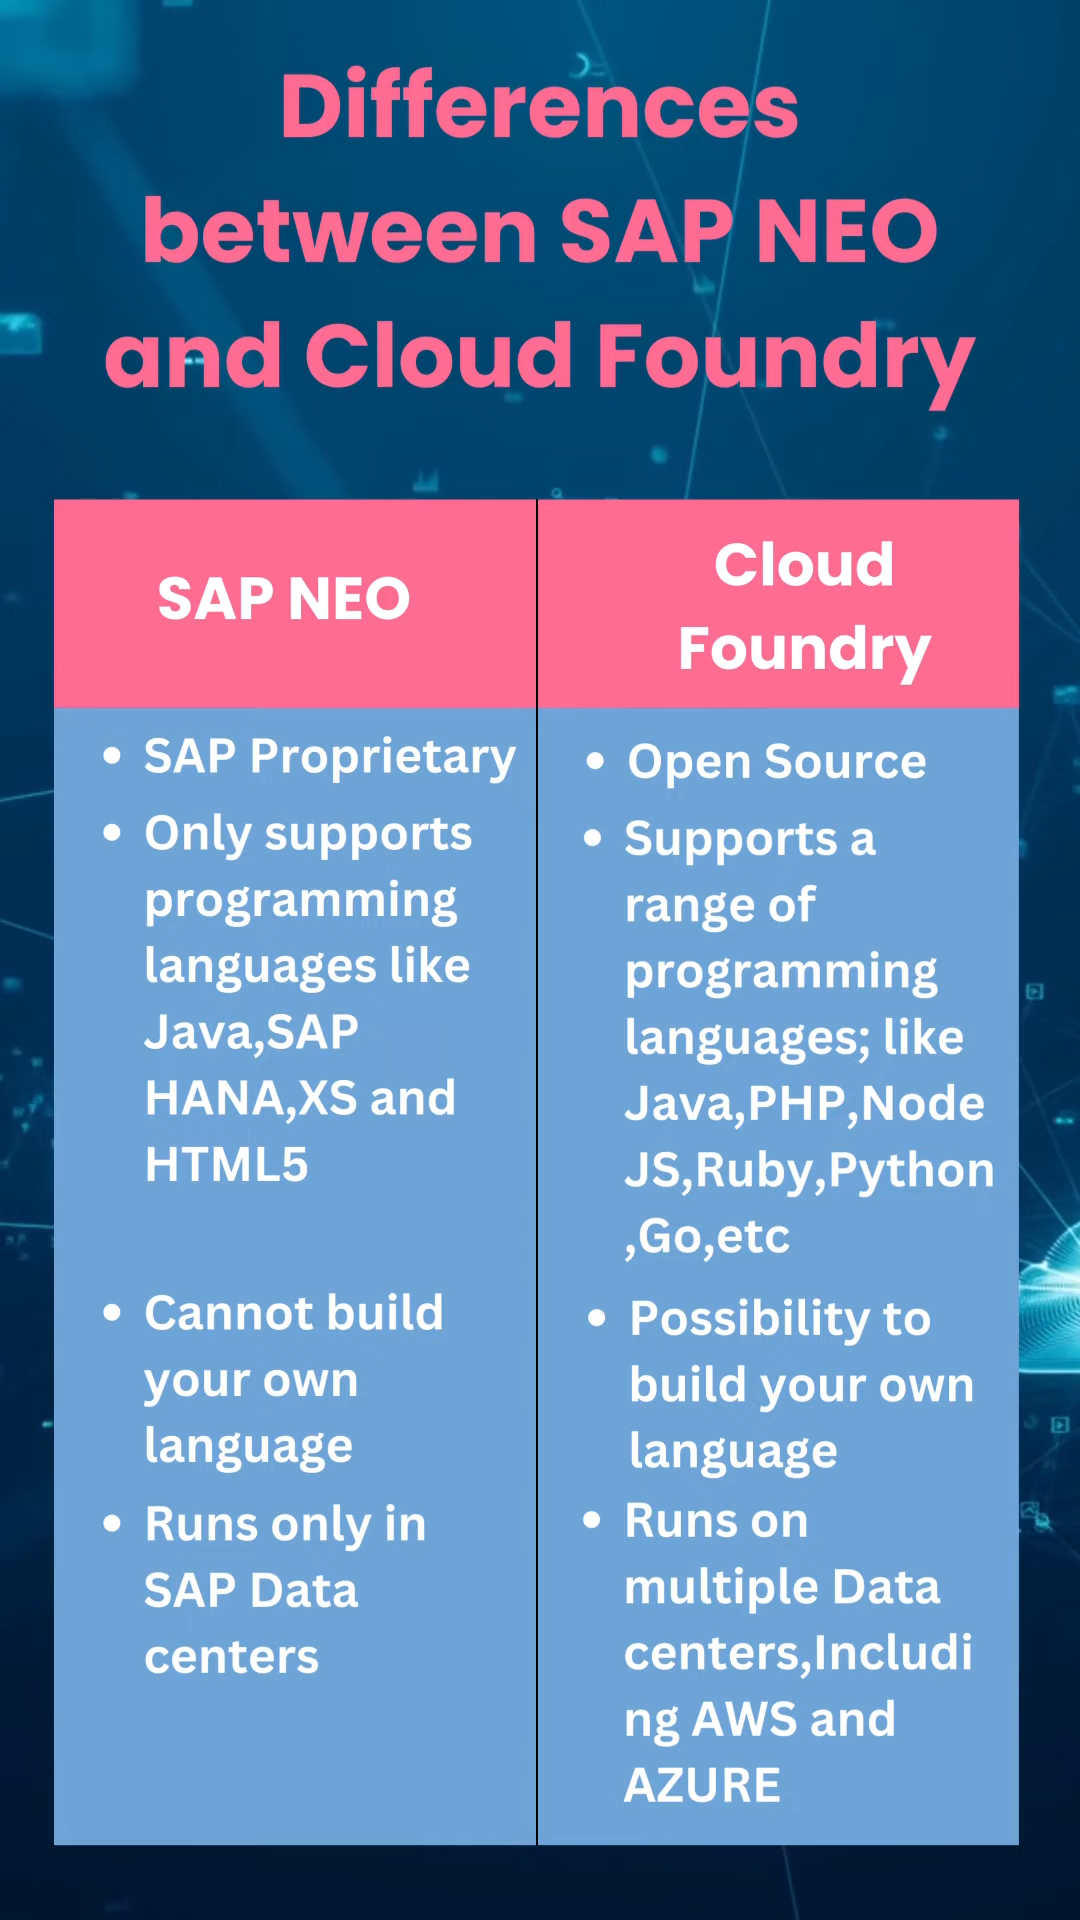 Differences
between SAP NEO
and Cloud Foundry
SAP NEO
Cloud
Foundry
• SAP Proprietary
• Only supports
programming
languages like
Java,SAP
HANA,XS and
HTML5
• Cannot build
your own
language
• Runs only in
SAP Data
centers
• Open Source
• Supports a
range of
programming
languages; like
Java,PHP,Node
JS,Ruby,Python
,Go,etc
• Possibility to
build your own
language
• Runs on
multiple Data
centers,Includi
ng AWS and
AZURE